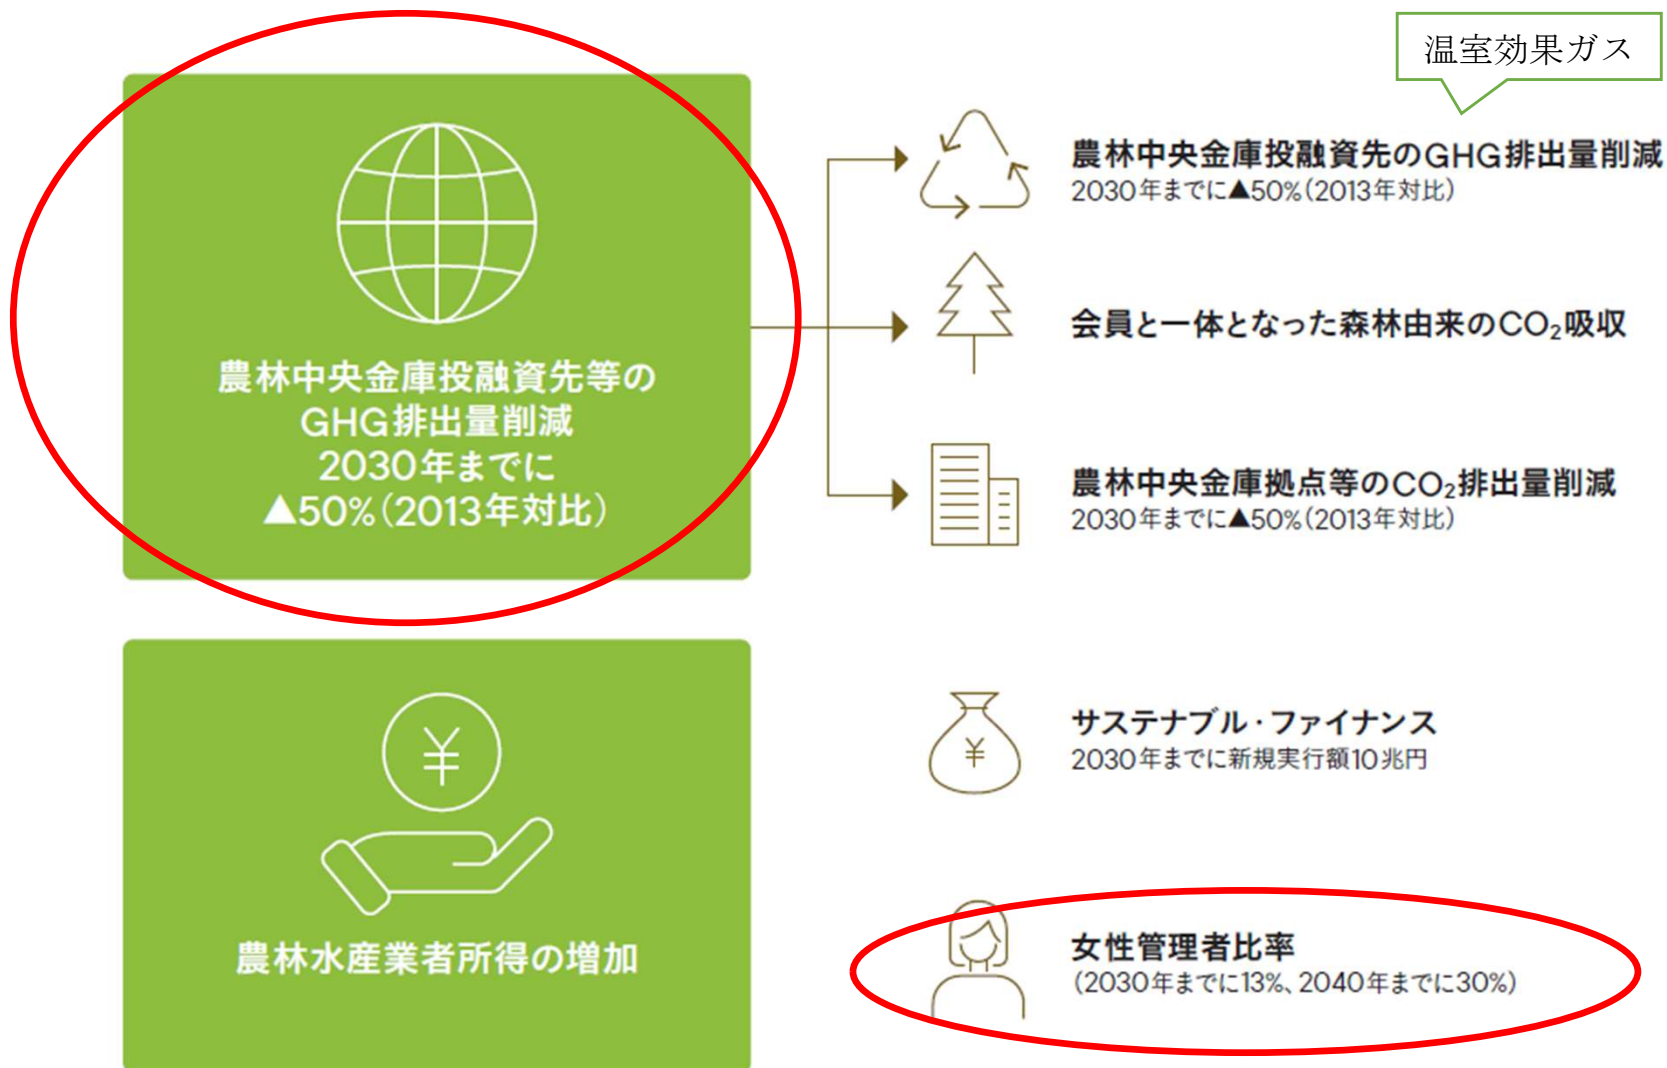 温室効果ガス
農林中央金庫投融資先等の
GHG排出量削減
2030年までに
▲50%(2013年対比)
農林中央金庫投融資先のGHG排出量削減
2030年までに▲50%(2013年対比)
会員と一体となった森林由来のCO₂吸収
農林中央金庫拠点等のCO₂排出量削減
2030年までに▲50%(2013年対比)
¥
農林水産業者所得の増加
¥
サステナブル・ファイナンス
2030年までに新規実行額10兆円
女性管理者比率
(2030年までに13%、2040年までに30%)